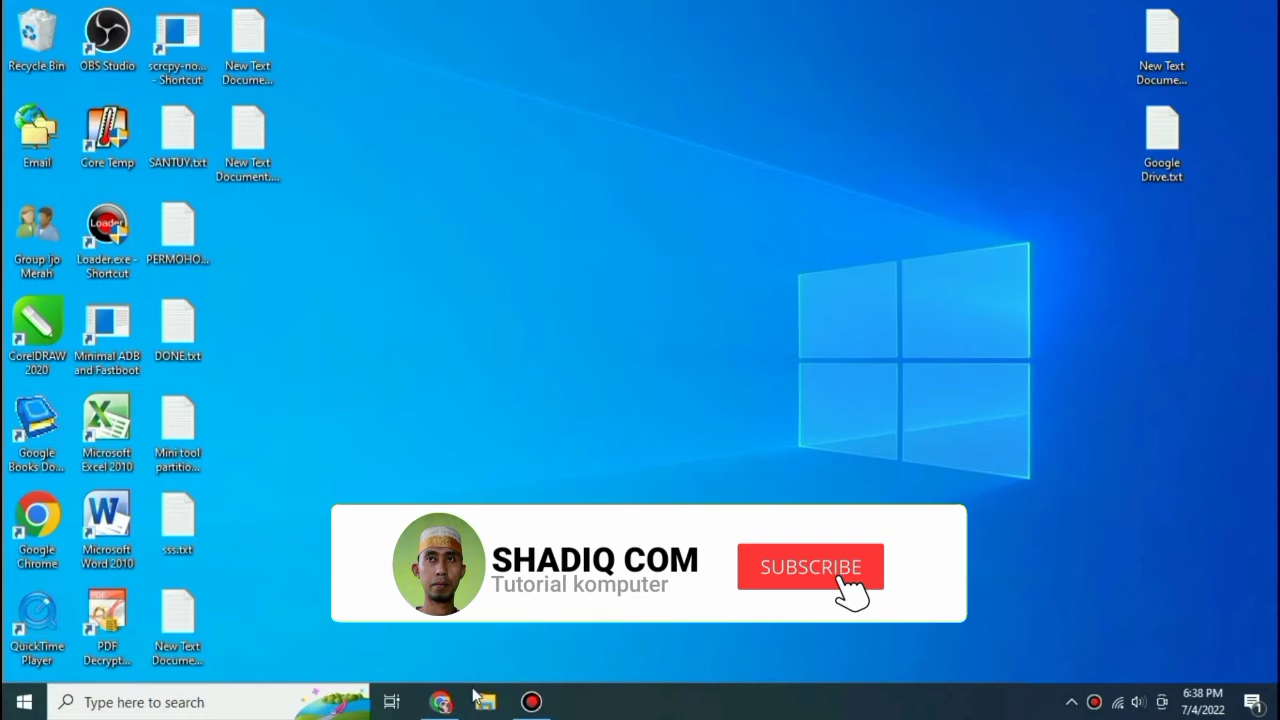 Recycle Bin
OBS Studio
scrcpy-no...
- Shortcut
New Text
Docume...
New Text
Docume...
Email
Core Temp
SANTUY.txt
New Text
Document....
Google
Drive.txt
Group Ijo
Merah
Loader
Loader.exe -
Shortcut
PERMOHO...
CorelDRAW
2020
Minimal ADB
and Fastboot
DONE.txt
Google
Books Do...
Microsoft
Excel 2010
Mini tool
partitio...
Google
Chrome
Microsoft
Word 2010
sss.txt
SHADIQ COM
Tutorial komputer
SUBSCRIBE
QuickTime
Player
PDF
PDF
Decrypt...
New Text
Docume...
Type here to search
6:38 PM
7/4/2022
1